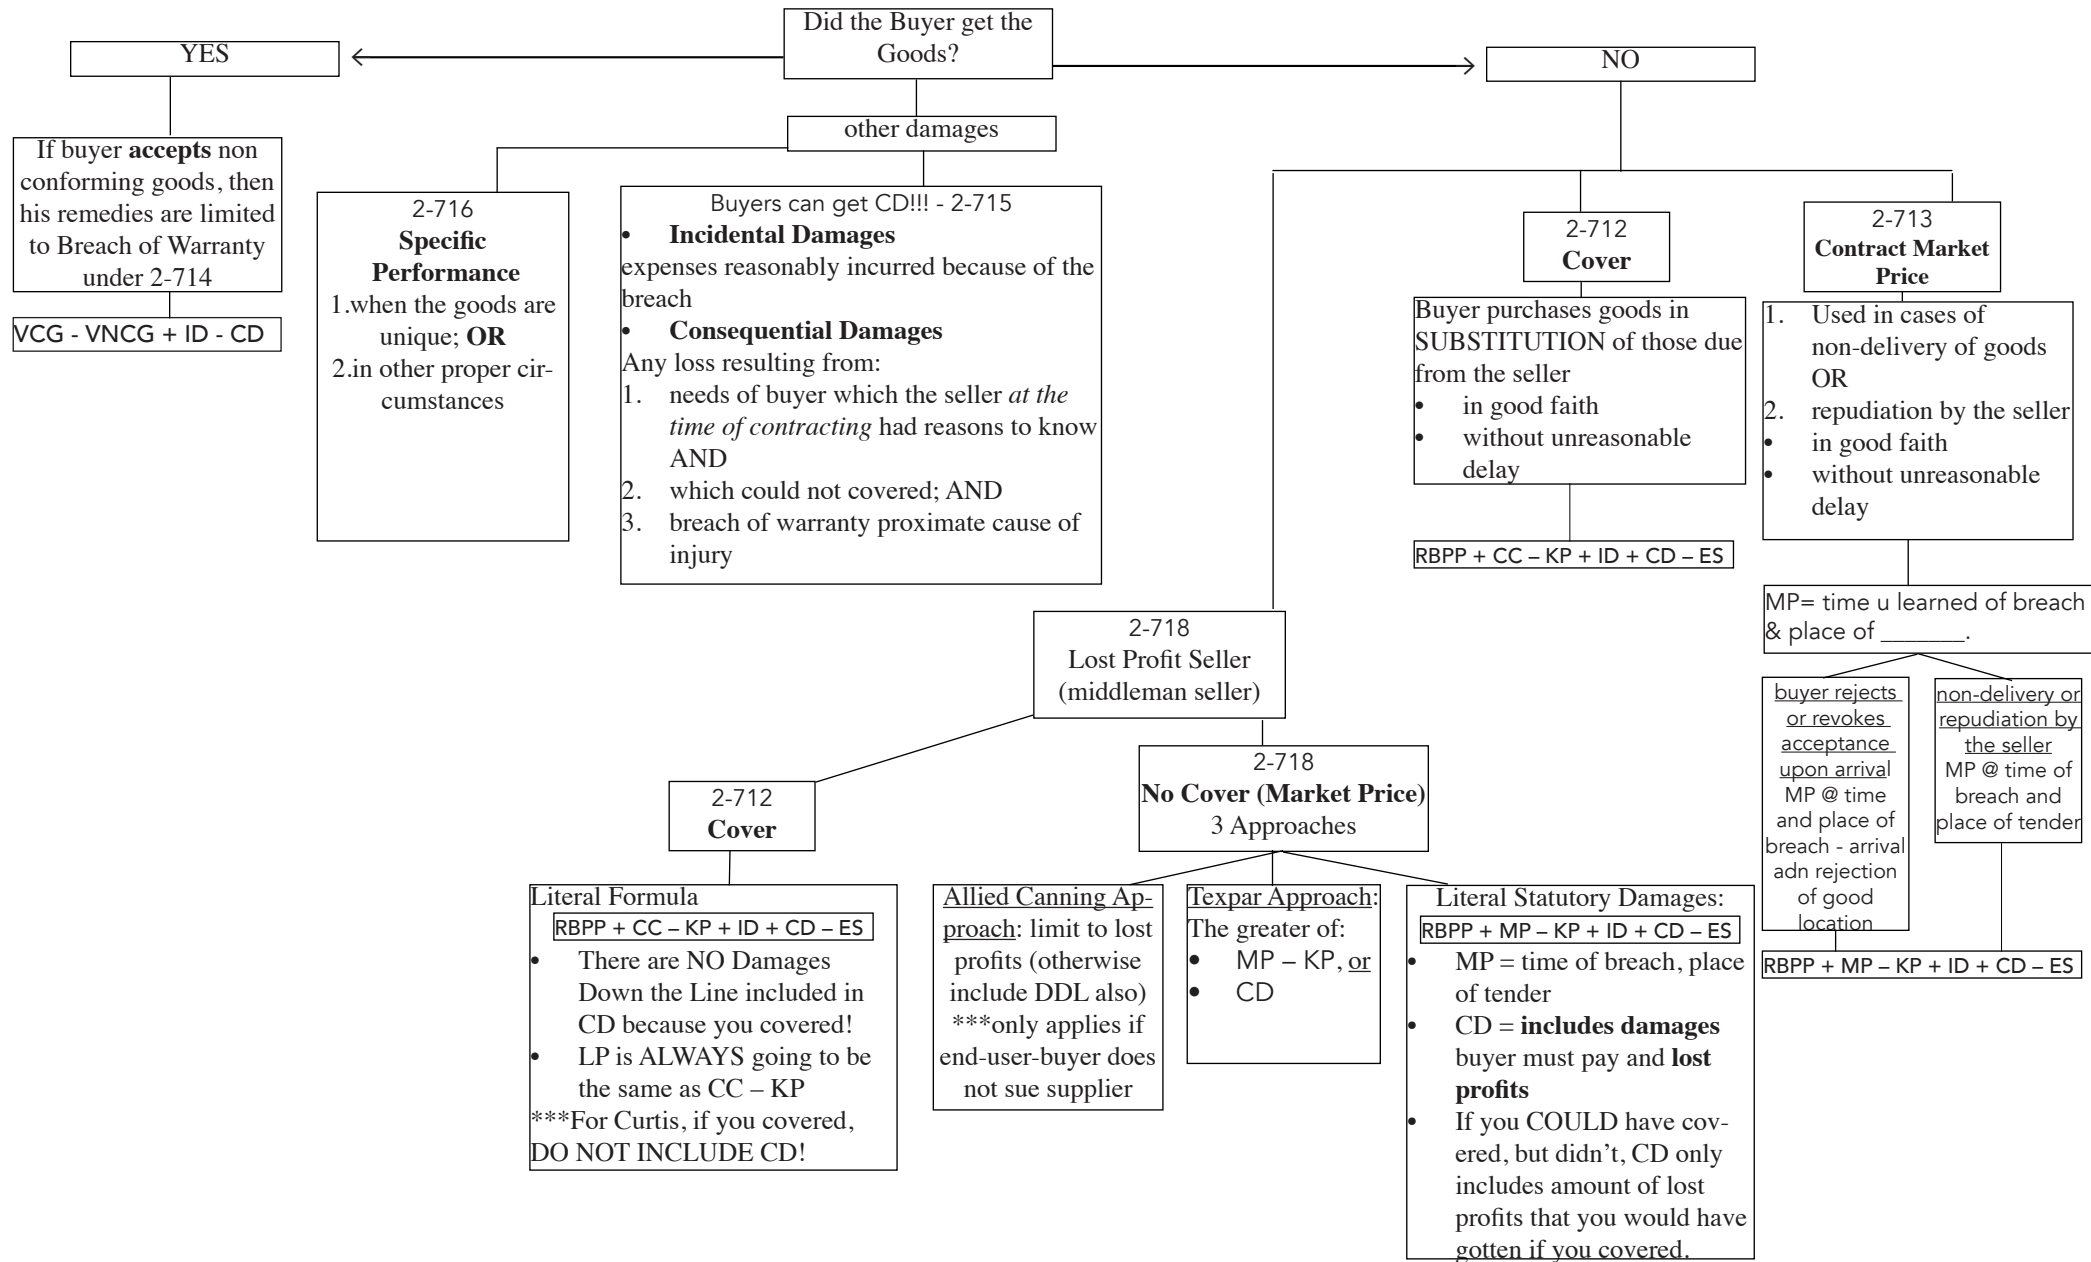 Did the Buyer get the
Goods?
YES
NO
other damages
If buyer accepts non
conforming goods, then
his remedies are limited
to Breach of Warranty
under 2-714
VCG - VNCG + ID - CD
2-716
Specific
Performance
1.when the goods are
unique; OR
2.in other proper cir-
cumstances
Buyers can get CD!!! - 2-715
• Incidental Damages
expenses reasonably incurred because of the
breach
• Consequential Damages
Any loss resulting from:
1. needs of buyer which the seller at the
time of contracting had reasons to know
AND
2. which could not covered; AND
3. breach of warranty proximate cause of
injury
2-712
Cover
Buyer purchases goods in
SUBSTITUTION of those due
from the seller
• in good faith
• without unreasonable
delay
RBPP + CC – KP + ID + CD – ES
2-713
Contract Market
Price
1. Used in cases of
non-delivery of goods
OR
2. repudiation by the seller
• in good faith
• without unreasonable
delay
MP= time u learned of breach
& place of _______.
buyer rejects
or revokes
acceptance
upon arrival
MP @ time
and place of
breach - arrival
adn rejection
of good
location
non-delivery or
repudiation by
the seller
MP @ time of
breach and
place of tender
RBPP + MP – KP + ID + CD – ES
2-718
Lost Profit Seller
(middleman seller)
2-712
Cover
Literal Formula
RBPP + CC – KP + ID + CD – ES
• There are NO Damages
Down the Line included in
CD because you covered!
• LP is ALWAYS going to be
the same as CC – KP
***For Curtis, if you covered,
DO NOT INCLUDE CD!
2-718
No Cover (Market Price)
3 Approaches
Allied Canning Ap-
proach: limit to lost
profits (otherwise
include DDL also)
***only applies if
end-user-buyer does
not sue supplier
Texpar Approach:
The greater of:
• MP – KP, or
• CD
Literal Statutory Damages:
RBPP + MP – KP + ID + CD – ES
• MP = time of breach, place
of tender
• CD = includes damages
buyer must pay and lost
profits
• If you COULD have cov-
ered, but didn’t, CD only
includes amount of lost
profits that you would have
gotten if you covered.